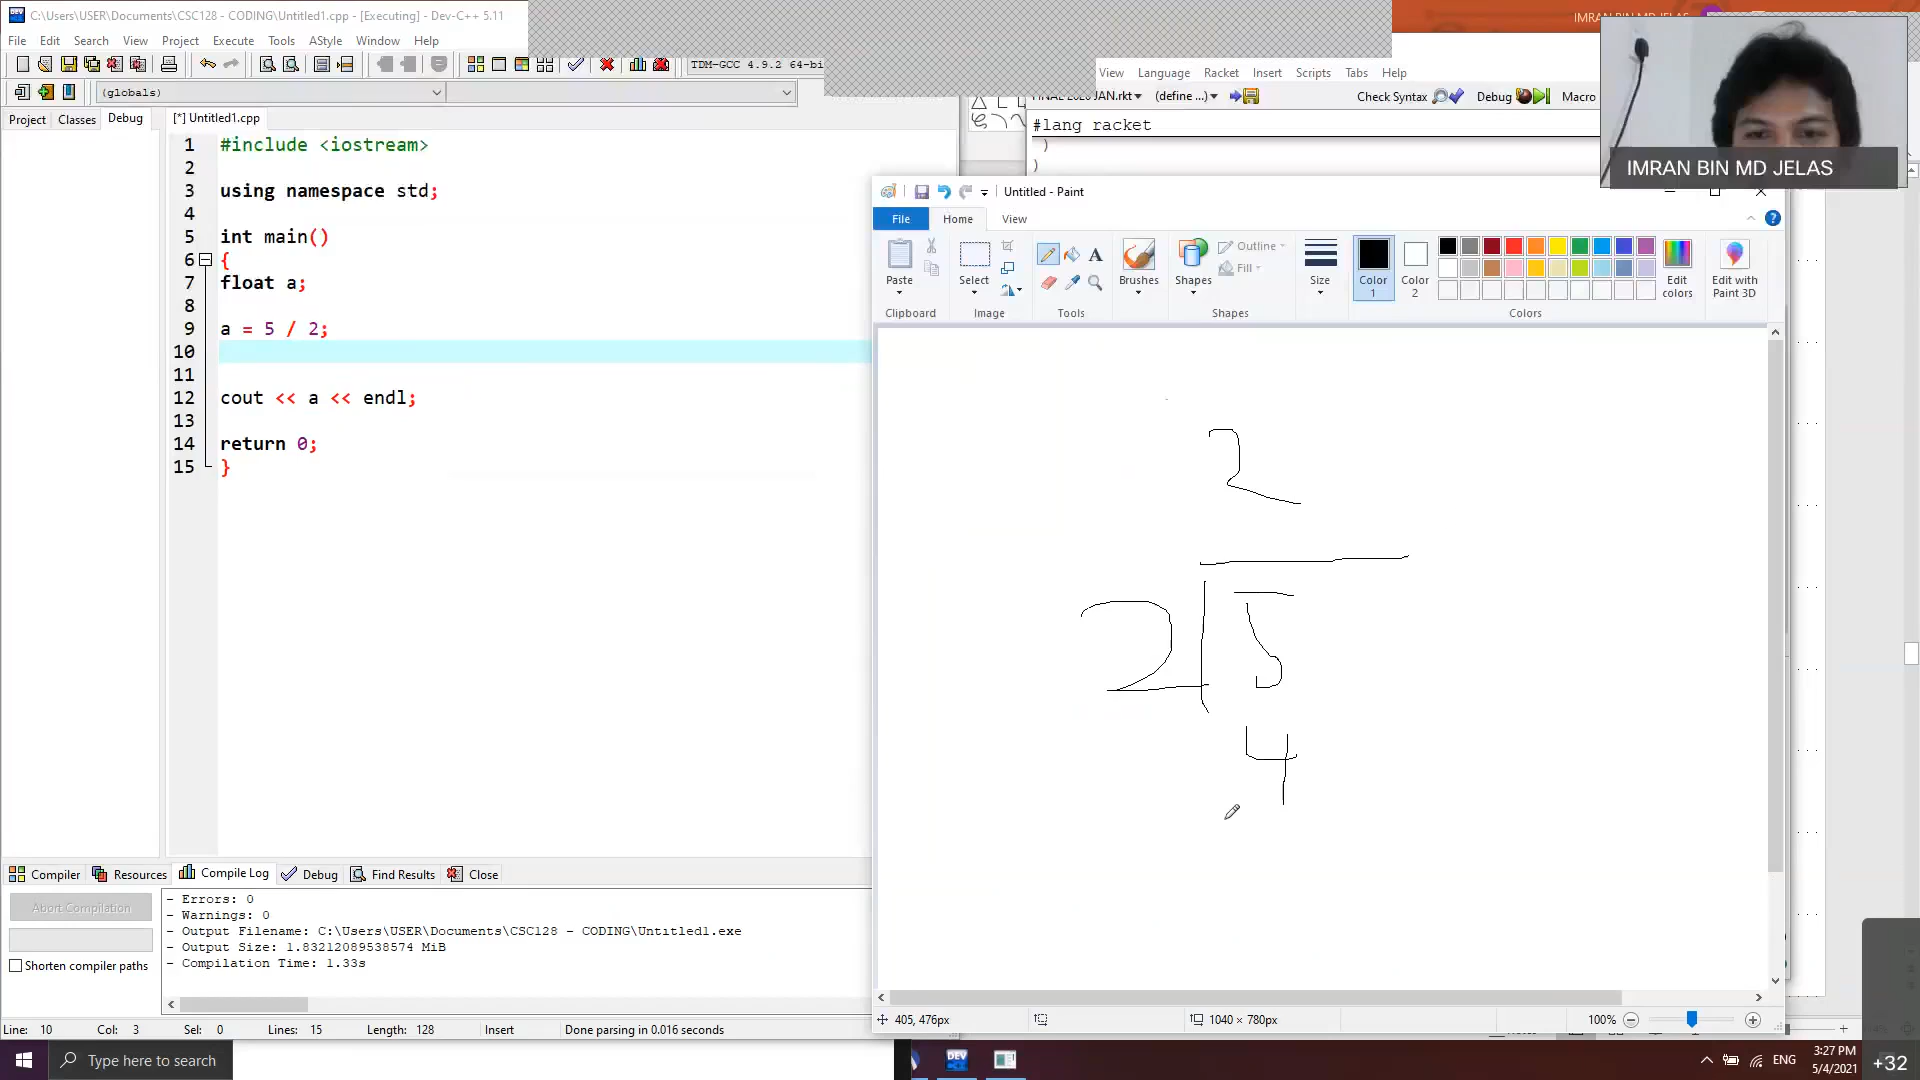 C:\Users\USER\Documents\CSC128 - CODING\Untitled1.cpp - [Executing] - Dev-C++ 5.11
File Edit Search View Project Execute Tools AStyle Window Help
TDM-GCC 4.9.2 64-bi
(globals)
Project Classes Debug
[*] Untitled1.cpp
1 #include <iostream>
2
3 using namespace std;
4
5 int main()
6 {
7 float a;
8
9 a = 5 / 2;
10
11
12 cout << a << endl;
13
14 return 0;
15 }
Compiler Resources Compile Log Debug Find Results Close
Abort Compilation
Shorten compiler paths
- Errors: 0
- Warnings: 0
- Output Filename: C:\Users\USER\Documents\CSC128 - CODING\Untitled1.exe
- Output Size: 1.83212089538574 MiB
- Compilation Time: 1.33s
Line: 10 Col: 3 Sel: 0 Lines: 15 Length: 128 Insert Done parsing in 0.016 seconds
View Language Racket Insert Scripts Tabs Help
JAN.rkt (define ...) Check Syntax Debug Macro
#lang racket
)
)
IMRAN BIN MD JELAS
Untitled - Paint
File Home View
Paste Select Brushes Shapes Outline Fill Size Color 1 Color 2 Edit colors Edit with Paint 3D
Clipboard Image Tools Shapes Colors
2
2 5
4
405, 476px 1040 × 780px 100%
Type here to search
ENG 3:27 PM 5/4/2021
+32